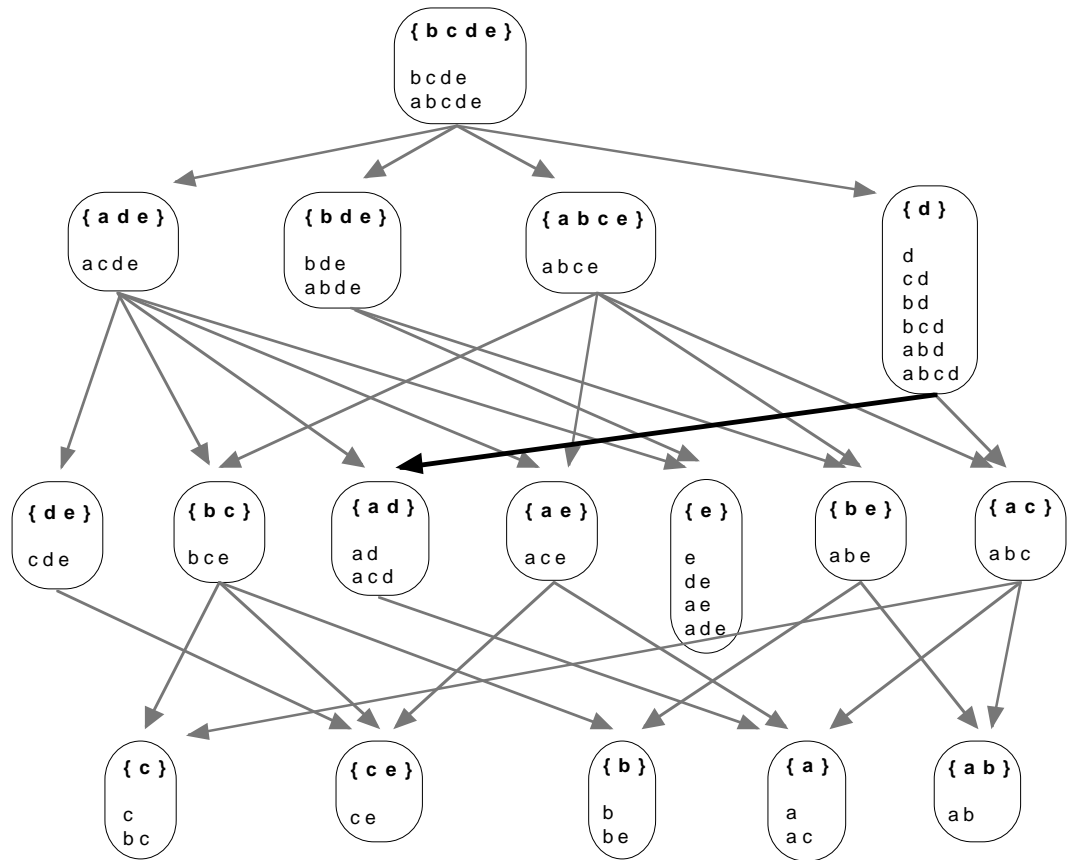 { b c d e }
b c d e
a b c d e
{ a d e }
a c d e
{ b d e }
b d e
a b d e
{ a b c e }
a b c e
{ d }
d
c d
b d
b c d
a b d
a b c d
{ d e }
c d e
{ b c }
b c e
{ a d }
a d
a c d
{ a e }
a c e
{ e }
e
d e
a e
a d e
{ b e }
a b e
{ a c }
a b c
{ c }
c
b c
{ c e }
c e
{ b }
b
b e
{ a }
a
a c
{ a b }
a b